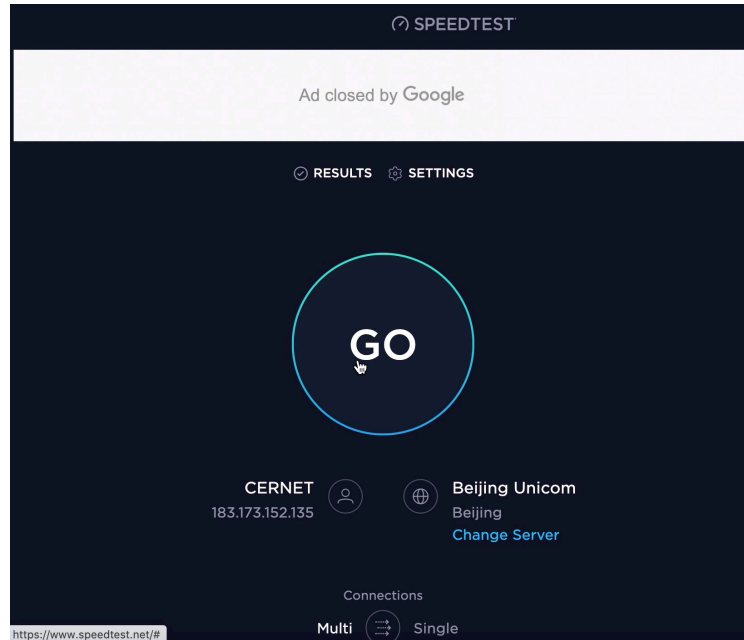 SPEEDTEST
Ad closed by Google
RESULTS SETTINGS
GO
CERNET
183.173.152.135
Beijing Unicom
Beijing
Change Server
Connections
Multi Single
https://www.speedtest.net/#